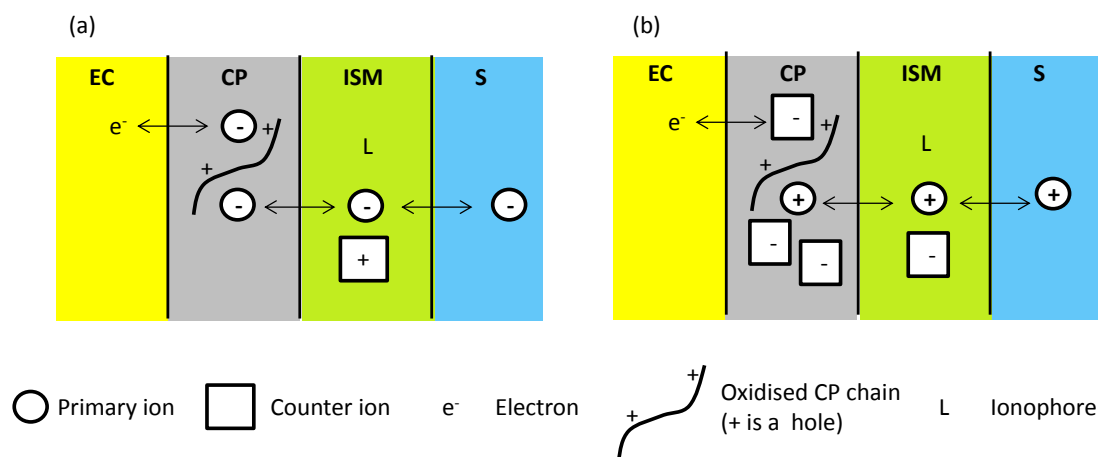 (a)
(b)
EC CP ISM S
EC CP ISM S
e-
+
-
+
L
-
-
-
+
e-
-
+
+
L
+
+
+
-
-
-
Primary ion
Counter ion
e- Electron
+
+
Oxidised CP chain
(+ is a hole)
L Ionophore